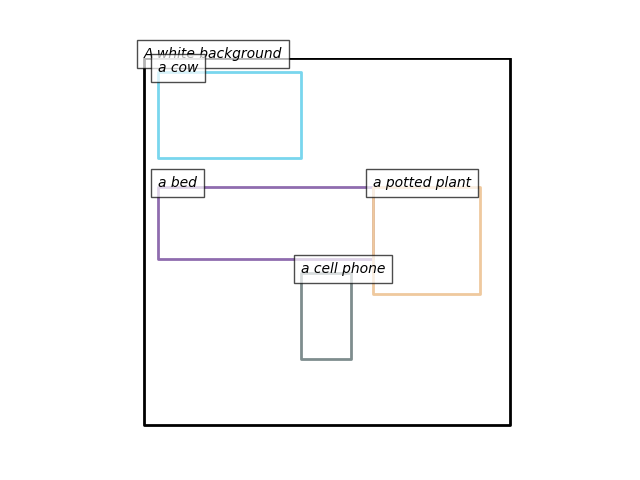 A white background
a cow
a bed
a potted plant
a cell phone